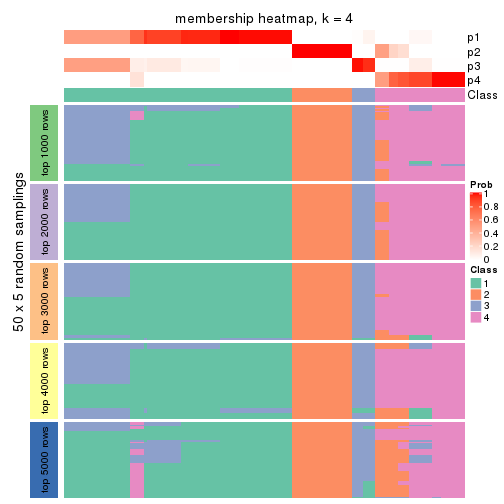 membership heatmap, k = 4
p1
p2
p3
p4
Class
50 x 5 random samplings
top 1000 rows
top 2000 rows
top 3000 rows
top 4000 rows
top 5000 rows
Prob
1
0.8
0.6
0.4
0.2
0
Class
1
2
3
4